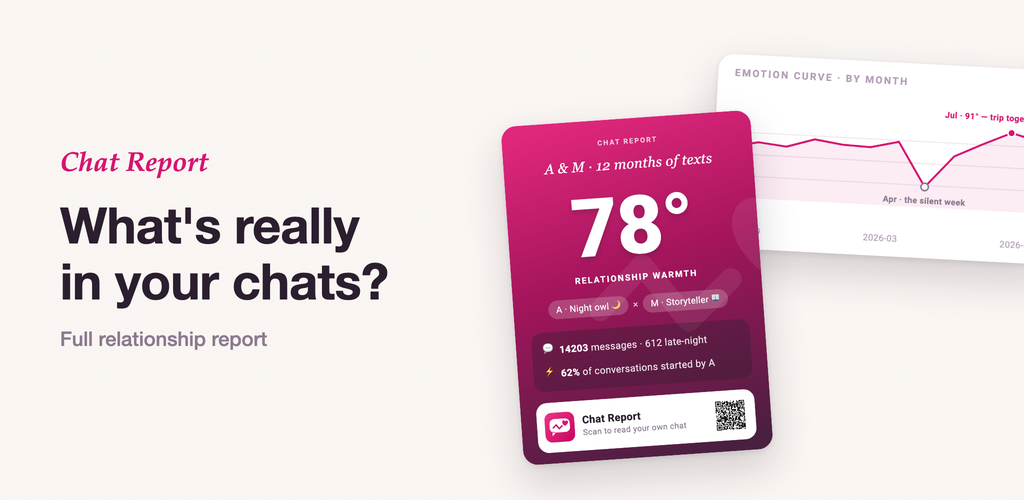 Chat Report
What's really
in your chats?
Full relationship report
CHAT REPORT
A & M · 12 months of texts
78°
RELATIONSHIP WARMTH
A · Night owl 🌙 × M · Storyteller 📖
💬 14203 messages · 612 late-night
⚡ 62% of conversations started by A
Chat Report
Scan to read your own chat
EMOTION CURVE · BY MONTH
Jul · 91° — trip
Apr · the silent week
2026-03
2026-